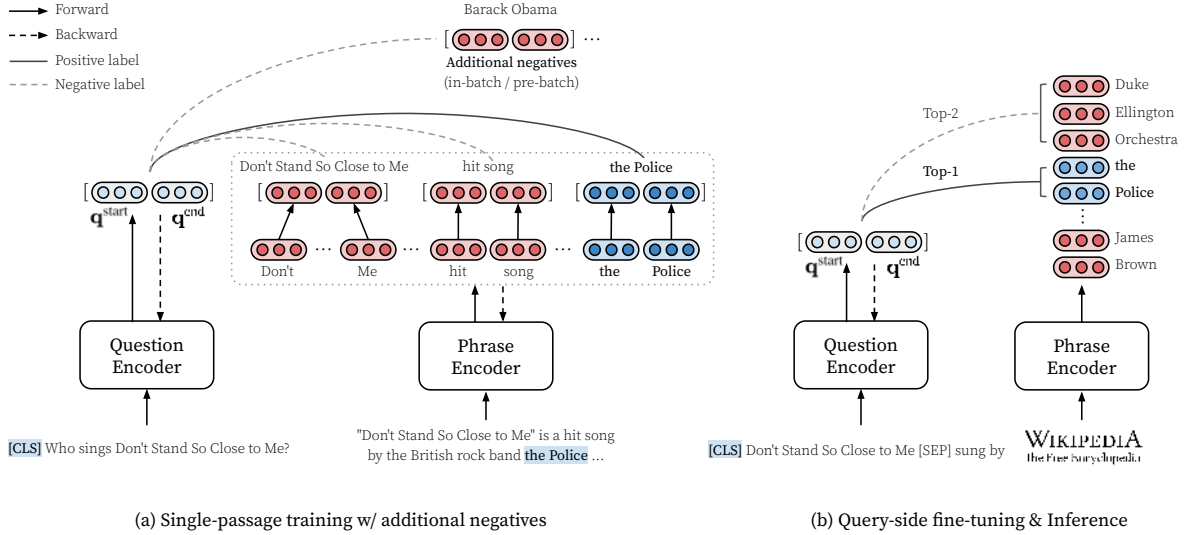 Forward
Backward
Positive label
Negative label
Barack Obama
[ ] ...
Additional negatives
(in-batch / pre-batch)
Don't Stand So Close to Me
hit song
the Police
[ ] [ ] [ ] [ ]
q^start
q^end
... ... ...
Don't
Me
hit
song
the
Police
Question
Encoder
Phrase
Encoder
[CLS] Who sings Don't Stand So Close to Me?
"Don't Stand So Close to Me" is a hit song
by the British rock band the Police ...
(a) Single-passage training w/ additional negatives
Top-2
Top-1
Duke
Ellington
Orchestra
the
Police
⋮
James
Brown
[ ]
q^start
q^end
Question
Encoder
Phrase
Encoder
[CLS] Don't Stand So Close to Me [SEP] sung by
WIKIPEDIA
The Free Encyclopedia
(b) Query-side fine-tuning & Inference